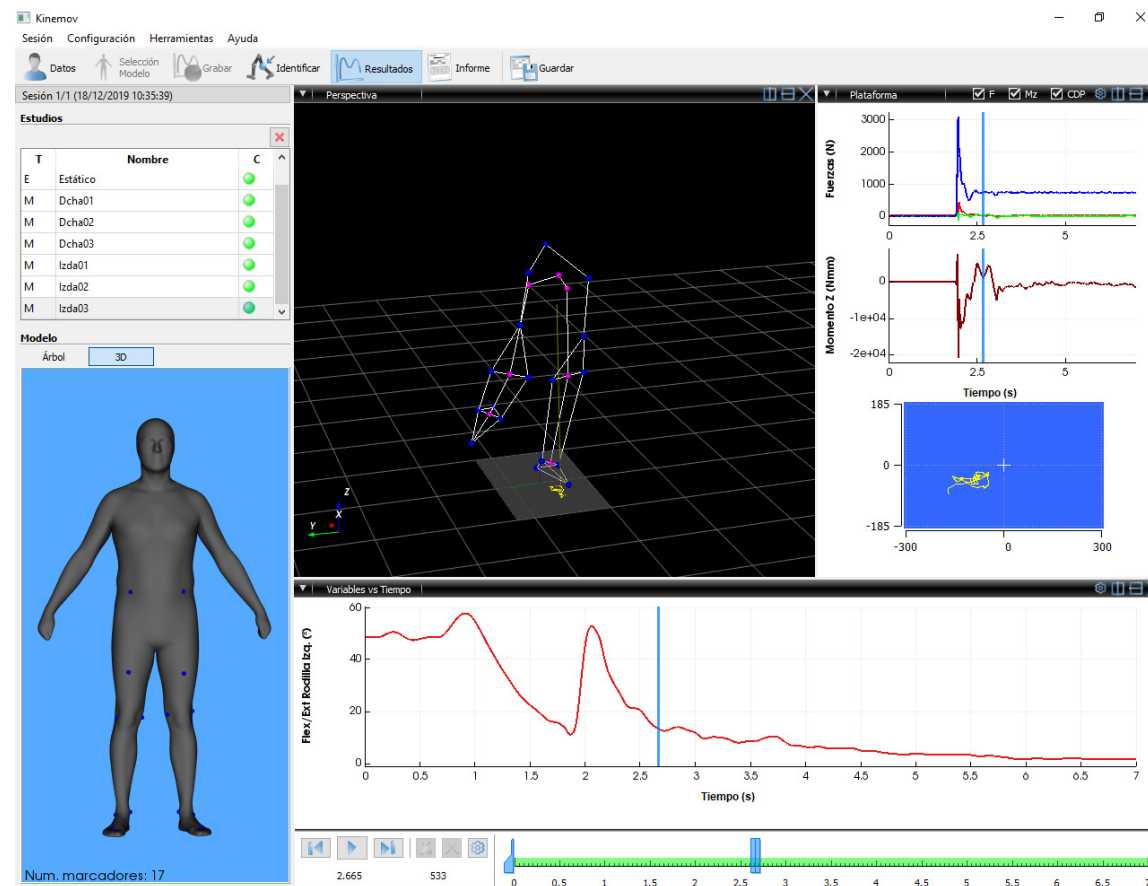 Kinemov
Sesión Configuración Herramientas Ayuda
Datos Selección Modelo Grabar Identificar Resultados Informe Guardar
Sesión 1/1 (18/12/2019 10:35:39)
Estudios
T Nombre C
E Estático
M Dcha01
M Dcha02
M Dcha03
M Izda01
M Izda02
M Izda03
Modelo
Árbol 3D
Num. marcadores: 17
Perspectiva
Z
X
Y
Plataforma F Mz CDP
Fuerzas (N)
3000
2000
1000
0
0 2.5 5
Momento Z (Nmm)
0
-1e+04
-2e+04
0 2.5 5
Tiempo (s)
185
0
-185
-300 0 300
Variables vs Tiempo
Flex/Ext Rodilla Izq. (º)
60
40
20
0
0 0.5 1 1.5 2 2.5 3 3.5 4 4.5 5 5.5 6 6.5 7
Tiempo (s)
2.665 533
0 0.5 1 1.5 2 2.5 3 3.5 4 4.5 5 5.5 6 6.5